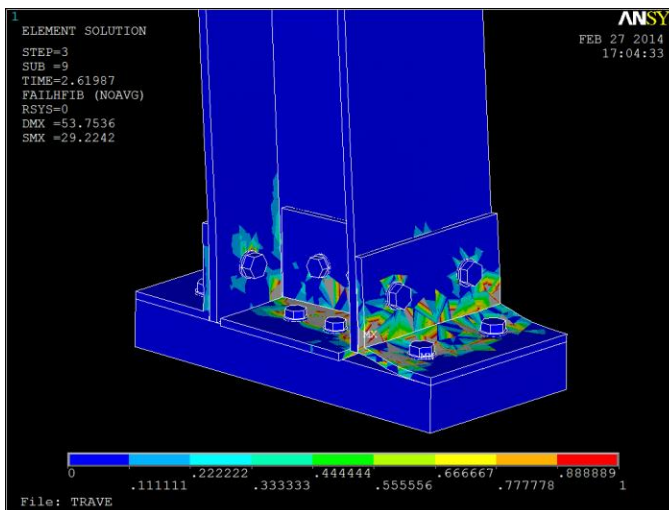 1
ELEMENT SOLUTION
STEP=3
SUB =9
TIME=2.61987
FAILHFIB (NOAVG)
RSYS=0
DMX =53.7536
SMX =29.2242
ANSY
FEB 27 2014
17:04:33
MX
MN
0 .222222 .444444 .666667 .888889
.111111 .333333 .555556 .777778 1
File: TRAVE